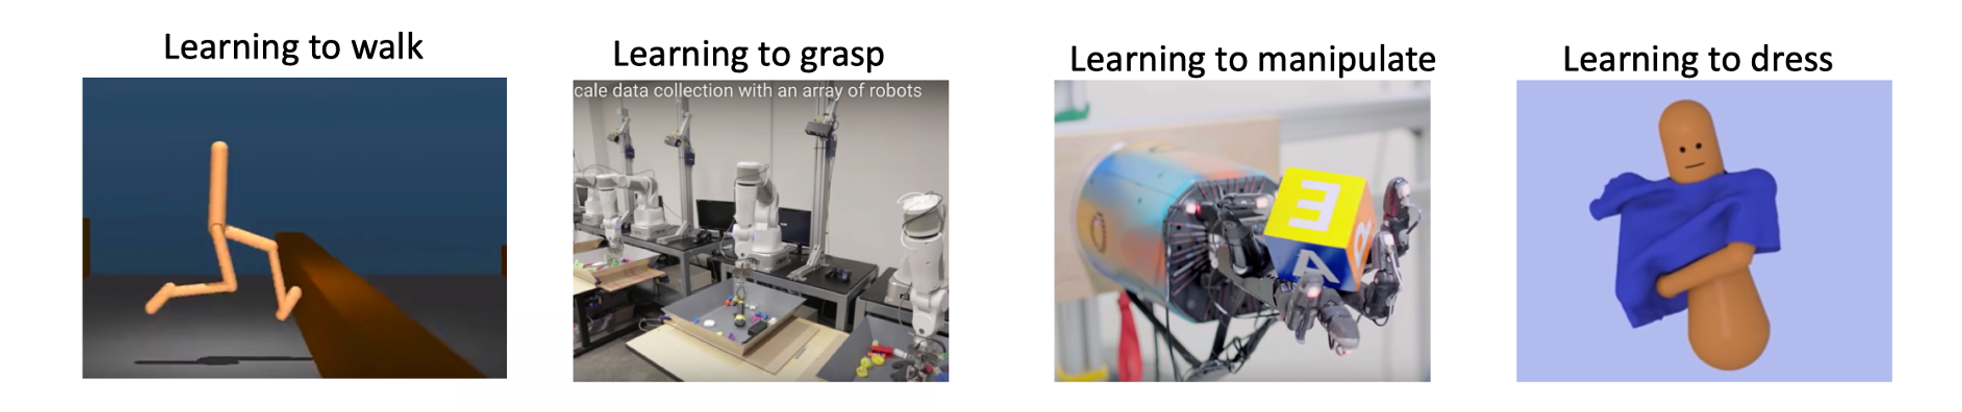 Learning to walk
Learning to grasp
Learning to manipulate
Learning to dress
cale data collection with an array of robots
E
A